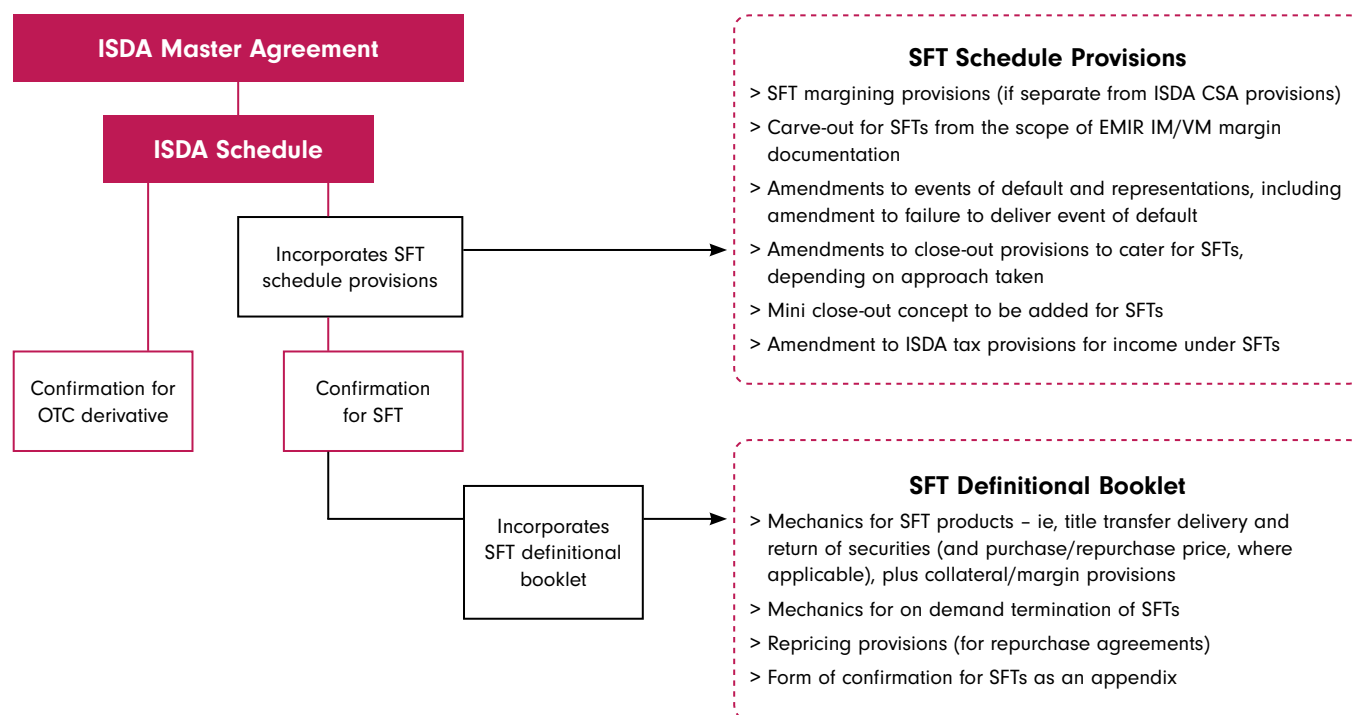 ISDA Master Agreement
ISDA Schedule
Incorporates SFT
schedule provisions
Confirmation for
OTC derivative
Confirmation
for SFT
Incorporates
SFT definitional
booklet
SFT Schedule Provisions
> SFT margining provisions (if separate from ISDA CSA provisions)
> Carve-out for SFTs from the scope of EMIR IM/VM margin
documentation
> Amendments to events of default and representations, including
amendment to failure to deliver event of default
> Amendments to close-out provisions to cater for SFTs,
depending on approach taken
> Mini close-out concept to be added for SFTs
> Amendment to ISDA tax provisions for income under SFTs
SFT Definitional Booklet
> Mechanics for SFT products – ie, title transfer delivery and
return of securities (and purchase/repurchase price, where
applicable), plus collateral/margin provisions
> Mechanics for on demand termination of SFTs
> Repricing provisions (for repurchase agreements)
> Form of confirmation for SFTs as an appendix